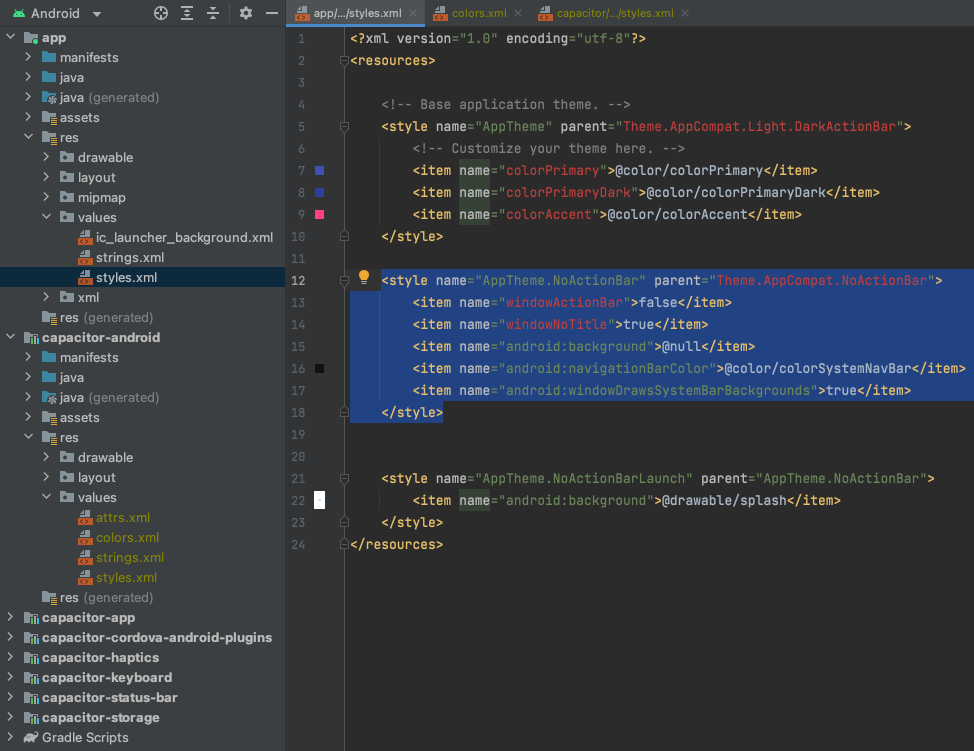 Android
app/.../styles.xml
colors.xml
capacitor/.../styles.xml
app
manifests
java
java (generated)
assets
res
drawable
layout
mipmap
values
ic_launcher_background.xml
strings.xml
styles.xml
xml
res (generated)
capacitor-android
manifests
java
java (generated)
assets
res
drawable
layout
values
attrs.xml
colors.xml
strings.xml
styles.xml
res (generated)
capacitor-app
capacitor-cordova-android-plugins
capacitor-haptics
capacitor-keyboard
capacitor-status-bar
capacitor-storage
Gradle Scripts
1 <?xml version="1.0" encoding="utf-8"?>
2 <resources>
3
4 <!-- Base application theme. -->
5 <style name="AppTheme" parent="Theme.AppCompat.Light.DarkActionBar">
6 <!-- Customize your theme here. -->
7 <item name="colorPrimary">@color/colorPrimary</item>
8 <item name="colorPrimaryDark">@color/colorPrimaryDark</item>
9 <item name="colorAccent">@color/colorAccent</item>
10 </style>
11
12 <style name="AppTheme.NoActionBar" parent="Theme.AppCompat.NoActionBar">
13 <item name="windowActionBar">false</item>
14 <item name="windowNoTitle">true</item>
15 <item name="android:background">@null</item>
16 <item name="android:navigationBarColor">@color/colorSystemNavBar</item>
17 <item name="android:windowDrawsSystemBarBackgrounds">true</item>
18 </style>
19
20
21 <style name="AppTheme.NoActionBarLaunch" parent="AppTheme.NoActionBar">
22 <item name="android:background">@drawable/splash</item>
23 </style>
24 </resources>